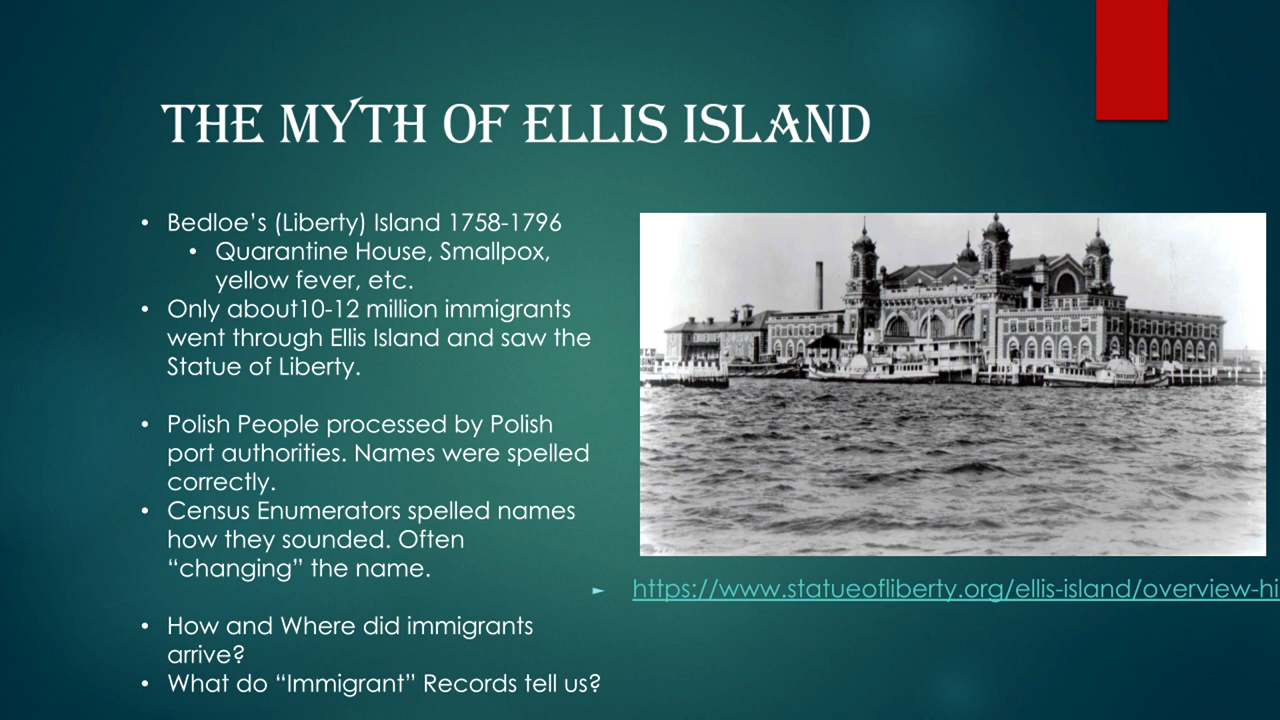 THE MYTH OF ELLIS ISLAND
• Bedloe’s (Liberty) Island 1758-1796
• Quarantine House, Smallpox,
yellow fever, etc.
• Only about10-12 million immigrants
went through Ellis Island and saw the
Statue of Liberty.
• Polish People processed by Polish
port authorities. Names were spelled
correctly.
• Census Enumerators spelled names
how they sounded. Often
“changing” the name.
• How and Where did immigrants
arrive?
• What do “Immigrant” Records tell us?
► https://www.statueofliberty.org/ellis-island/overview-hi